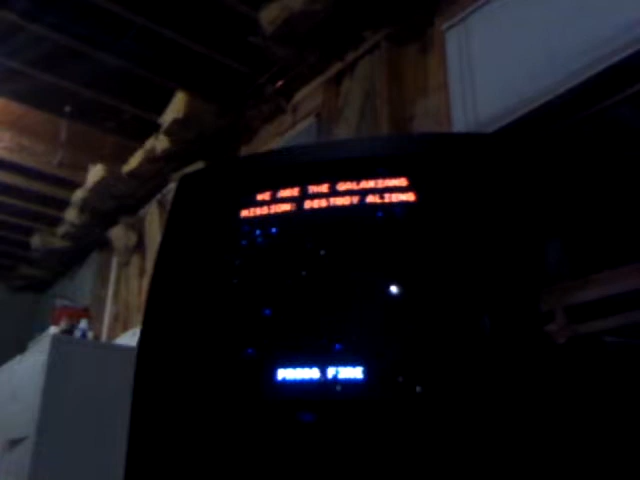 WE ARE THE GALAXIANS
MISSION: DESTROY ALIENS
PRESS FIRE